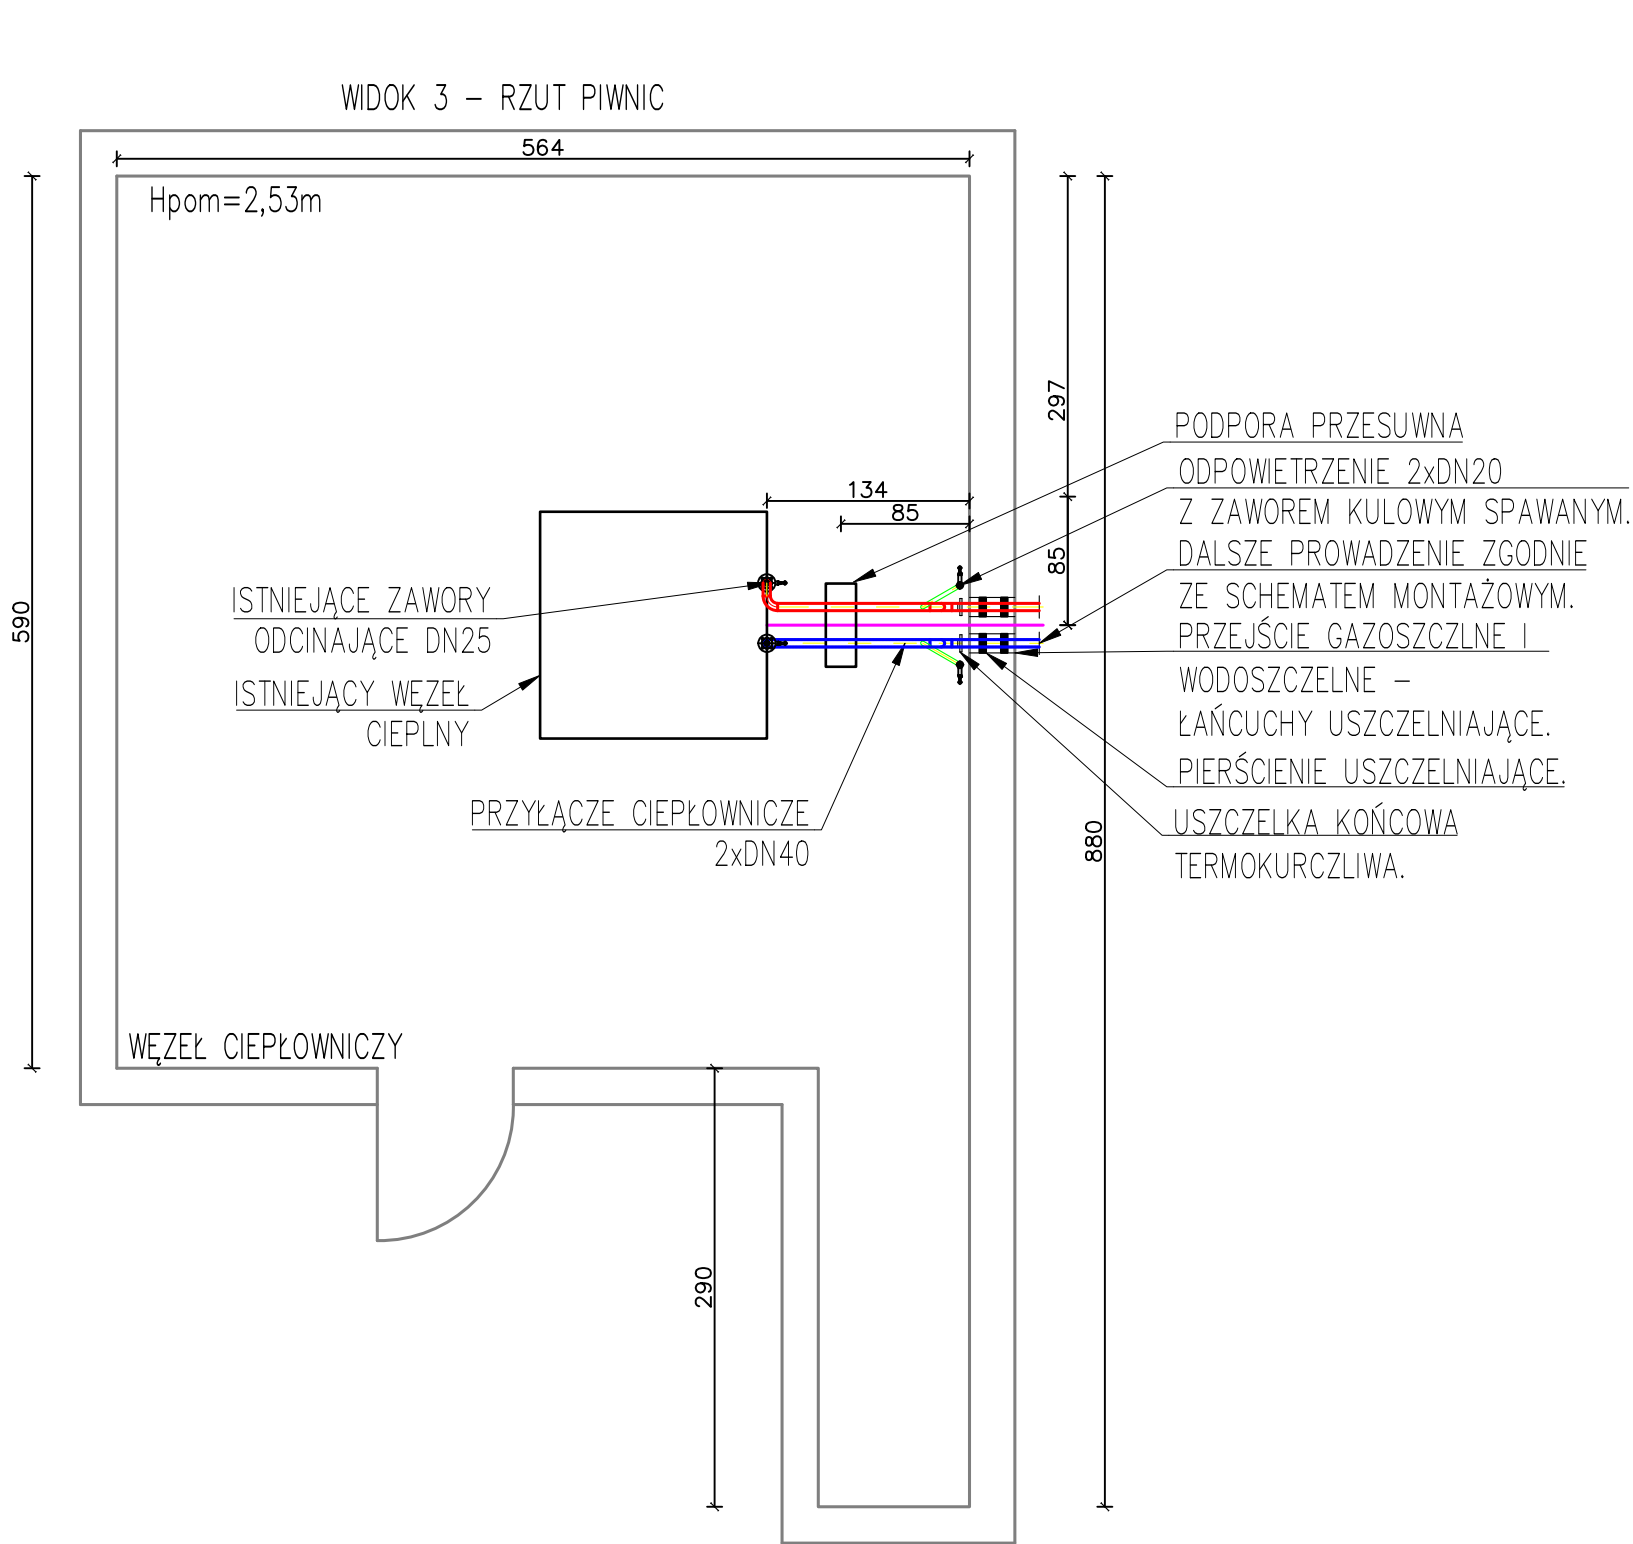 WIDOK 3 – RZUT PIWNIC
564
Hpom=2,53m
297
PODPORA PRZESUWNA
ODPOWIETRZENIE 2xDN20
Z ZAWOREM KULOWYM SPAWANYM.
134
85
85
DALSZE PROWADZENIE ZGODNIE
ZE SCHEMATEM MONTAŻOWYM.
ISTNIEJĄCE ZAWORY
ODCINAJĄCE DN25
590
PRZEJŚCIE GAZOSZCZLNE I
WODOSZCZELNE –
ŁAŃCUCHY USZCZELNIAJĄCE.
ISTNIEJĄCY WĘZEŁ
CIEPLNY
PIERŚCIENIE USZCZELNIAJĄCE.
PRZYŁĄCZE CIEPŁOWNICZE
2xDN40
880
USZCZELKA KOŃCOWA
TERMOKURCZLIWA.
WĘZEŁ CIEPŁOWNICZY
290